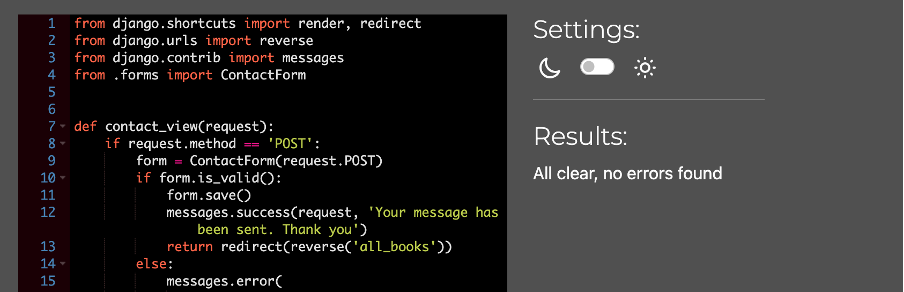 1 from django.shortcuts import render, redirect
2 from django.urls import reverse
3 from django.contrib import messages
4 from .forms import ContactForm
5
6
7 def contact_view(request):
8 if request.method == 'POST':
9 form = ContactForm(request.POST)
10 if form.is_valid():
11 form.save()
12 messages.success(request, 'Your message has
been sent. Thank you')
13 return redirect(reverse('all_books'))
14 else:
15 messages.error(
Settings:
Results:
All clear, no errors found